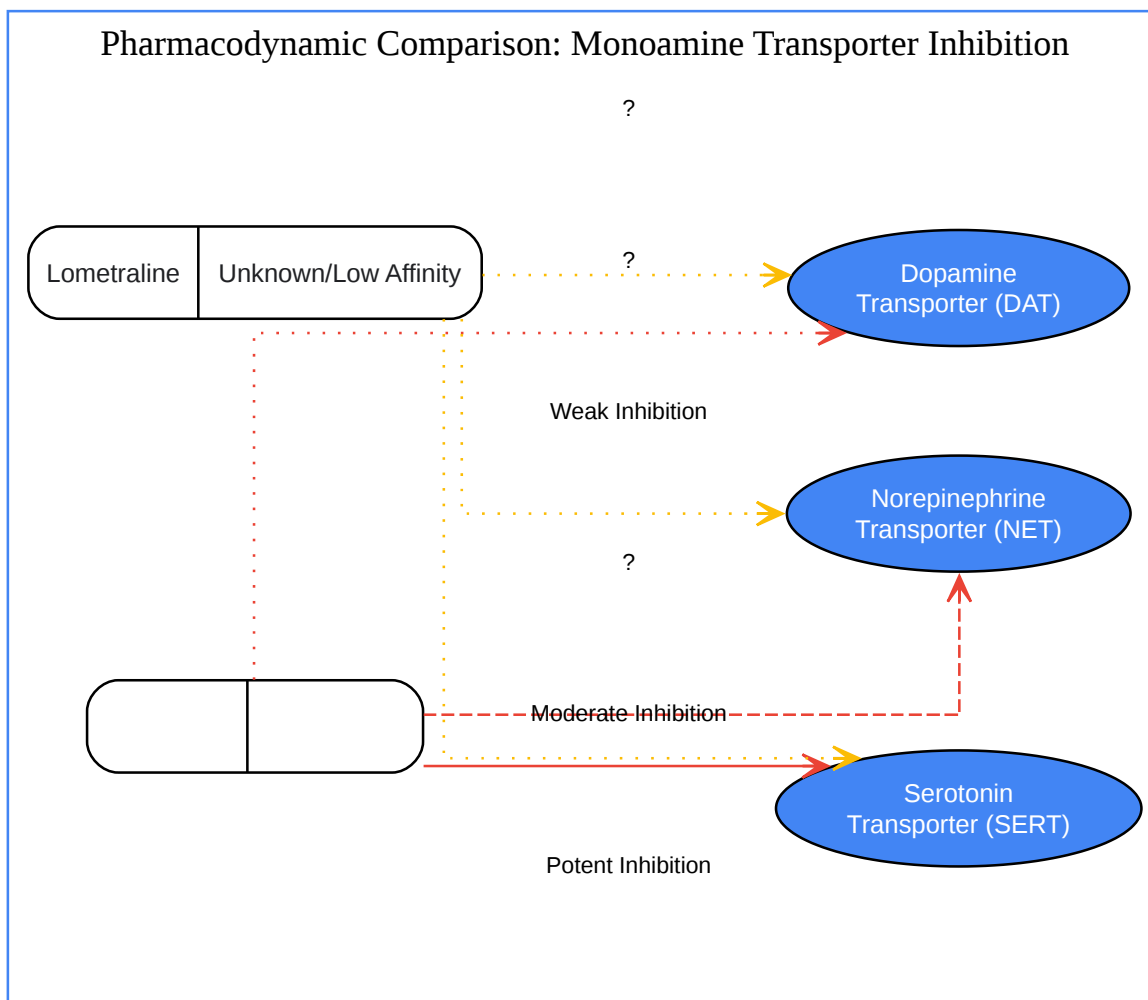 Pharmacodynamic Comparison: Monoamine Transporter Inhibition
?
Lometraline
Unknown/Low Affinity
?
Dopamine
Transporter (DAT)
Weak Inhibition
Norepinephrine
Transporter (NET)
?
Moderate Inhibition
Serotonin
Transporter (SERT)
Potent Inhibition